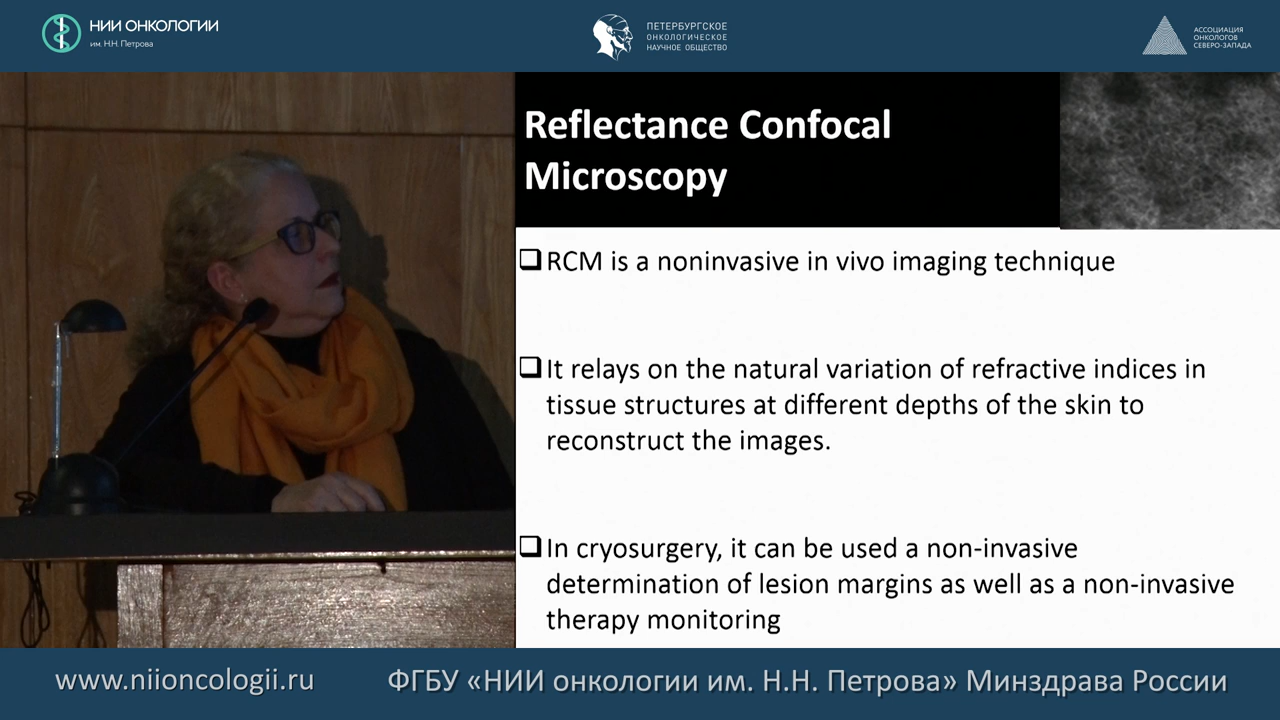 НИИ ОНКОЛОГИИ
им. Н.Н. Петрова
ПЕТЕРБУРГСКОЕ
ОНКОЛОГИЧЕСКОЕ
НАУЧНОЕ ОБЩЕСТВО
АССОЦИАЦИЯ
ОНКОЛОГОВ
СЕВЕРО-ЗАПАДА
Reflectance Confocal
Microscopy
RCM is a noninvasive in vivo imaging technique
It relays on the natural variation of refractive indices in
tissue structures at different depths of the skin to
reconstruct the images.
In cryosurgery, it can be used a non-invasive
determination of lesion margins as well as a non-invasive
therapy monitoring
www.niioncologii.ru
ФГБУ «НИИ онкологии им. Н.Н. Петрова» Минздрава России